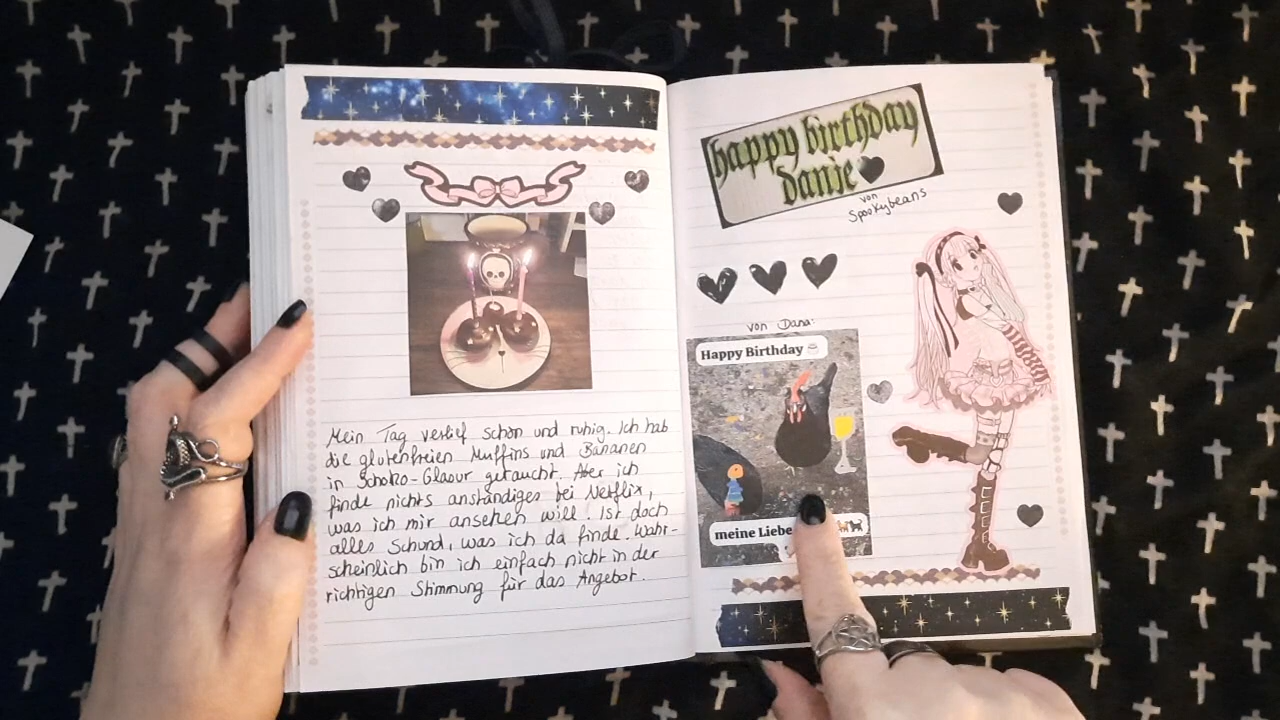 Mein Tag verlief schön und ruhig. Ich hab
die glutenfreien Muffins und Bananen
in Schoko-Glasur getaucht. Aber ich
finde nichts anständiges bei Netflix,
was ich mir ansehen will. Ist doch
alles Schund, was ich da finde. Wahr-
scheinlich bin ich einfach nicht in der
richtigen Stimmung für das Angebot.
happy birthday
danie
von
Spookybeans
von Dana:
Happy Birthday
meine Liebe